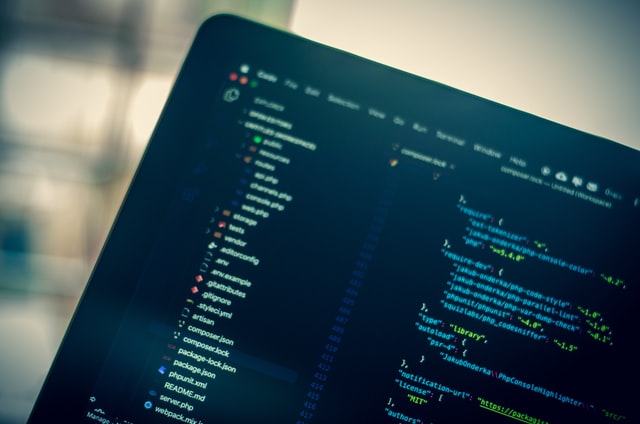 Code File Edit Selection View Go Run Terminal Window Help
EXPLORER
OPEN EDITORS
public
resources
routes
api.php
channels.php
console.php
web.php
storage
tests
vendor
.editorconfig
.env
.env.example
.gitattributes
.gitignore
.styleci.yml
artisan
composer.json
composer.lock
package-lock.json
package.json
phpunit.xml
README.md
server.php
webpack.mix
Manage
composer.lock
composer.lock — Untitled (Workspace)
},
"require": {
"ext-tokenizer": "*",
"jakub-onderka/php-console-color": "~0.2",
"php": ">=5.4.0"
},
"require-dev": {
"jakub-onderka/php-code-style": "~1.0",
"jakub-onderka/php-parallel-lint": "~1.0",
"jakub-onderka/php-var-dump-check": "~0.1",
"phpunit/phpunit": "~4.0",
"squizlabs/php_codesniffer": "~1.5"
},
"type": "library",
"autoload": {
"psr-4": {
"JakubOnderka\\PhpConsoleHighlighter\\":
}
},
"notification-url": "https://packagist
"license": [
"MIT"
],
"authors":